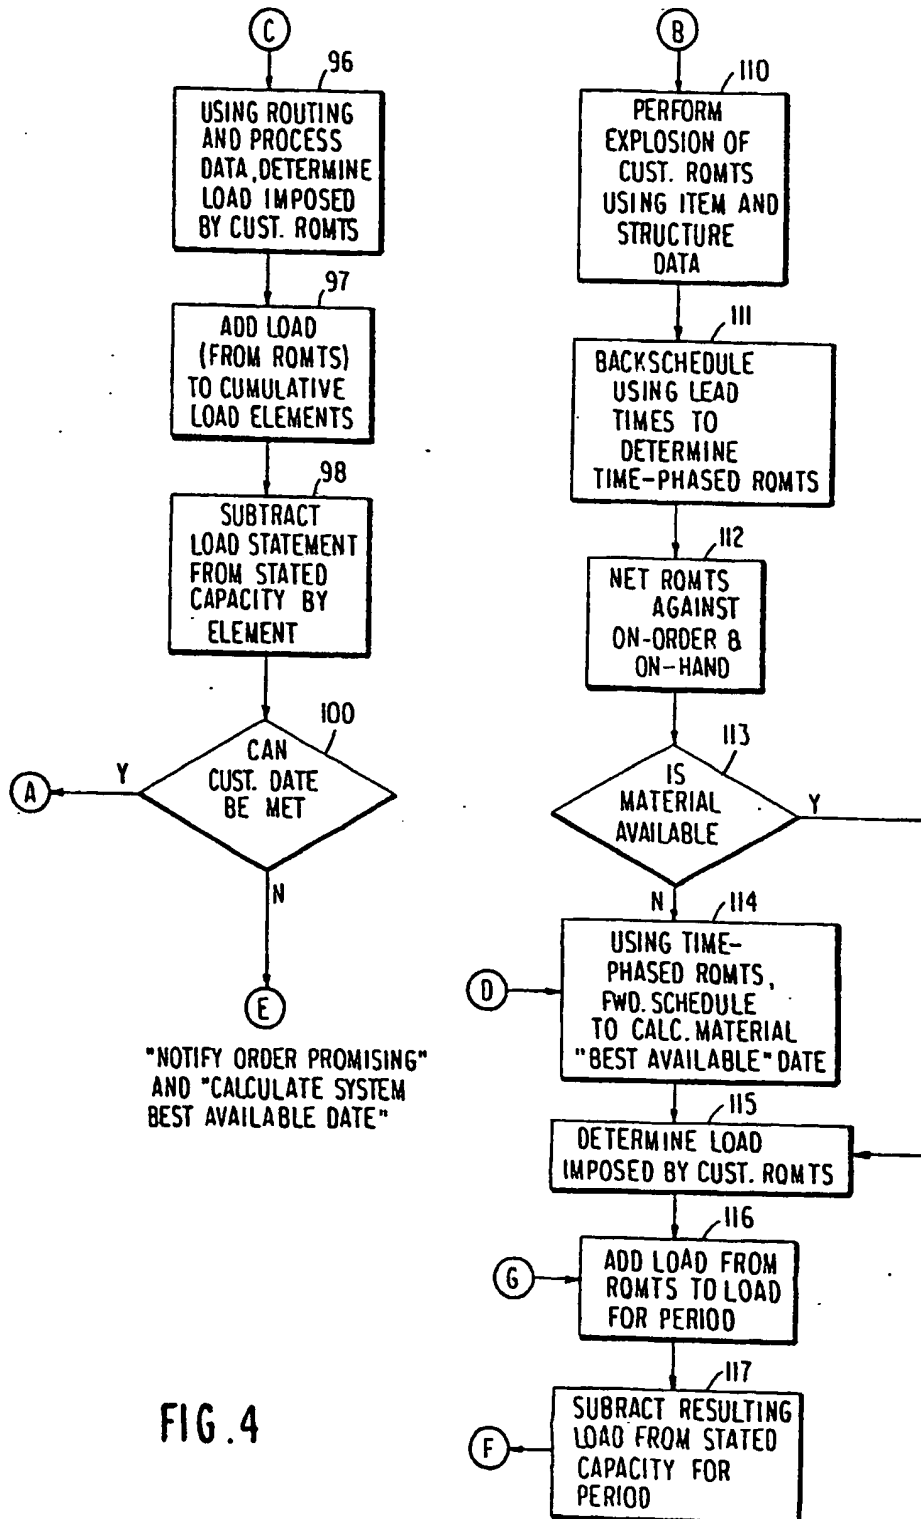 C
96
USING ROUTING
AND PROCESS
DATA, DETERMINE
LOAD IMPOSED
BY CUST. ROMTS
97
ADD LOAD
(FROM ROMTS)
TO CUMULATIVE
LOAD ELEMENTS
98
SUBTRACT
LOAD STATEMENT
FROM STATED
CAPACITY BY
ELEMENT
100
CAN
CUST. DATE
BE MET
Y
A
N
E
"NOTIFY ORDER PROMISING"
AND "CALCULATE SYSTEM
BEST AVAILABLE DATE"
B
110
PERFORM
EXPLOSION OF
CUST. ROMTS
USING ITEM AND
STRUCTURE
DATA
111
BACKSCHEDULE
USING LEAD
TIMES TO
DETERMINE
TIME-PHASED ROMTS
112
NET ROMTS
AGAINST
ON-ORDER &
ON-HAND
113
IS
MATERIAL
AVAILABLE
Y
N
114
USING TIME-
PHASED ROMTS,
FWD. SCHEDULE
TO CALC. MATERIAL
"BEST AVAILABLE" DATE
D
115
DETERMINE LOAD
IMPOSED BY CUST. ROMTS
116
ADD LOAD FROM
ROMTS TO LOAD
FOR PERIOD
G
117
SUBRACT RESULTING
LOAD FROM STATED
CAPACITY FOR
PERIOD
F
FIG.4